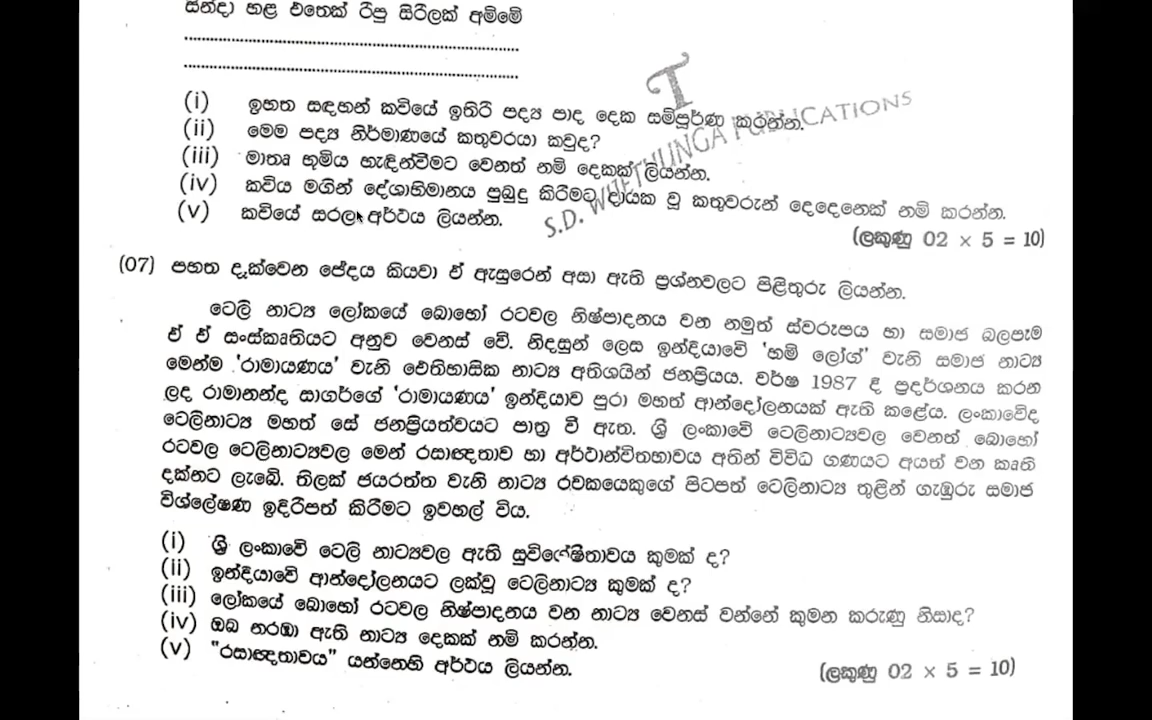 සින්දා හළ එතෙක් රිපු සිරිලක් අම්මේ
(i) ඉහත සඳහන් කවියේ ඉතිරි පද්‍ය පාද දෙක සම්පූර්ණ කරන්න.
(ii) මෙම පද්‍ය නිර්මාණයේ කතුවරයා කවුද?
(iii) මාතෘ භූමිය හැඳින්වීමට වෙනත් නම් දෙකක් ලියන්න.
(iv) කවිය මගින් දේශාභිමානය පුබුදු කිරීමට දායක වූ කතුවරුන් දෙදෙනෙක් නම් කරන්න.
(v) කවියේ සරල අර්ථය ලියන්න.
(ලකුණු 02 × 5 = 10)
T
S.D. WIJETHUNGA PUBLICATIONS
(07) පහත දැක්වෙන ඡේදය කියවා ඒ ඇසුරෙන් අසා ඇති ප්‍රශ්නවලට පිළිතුරු ලියන්න.
ටෙලි නාට්‍ය ලෝකයේ බොහෝ රටවල නිෂ්පාදනය වන නමුත් ස්වරූපය හා සමාජ බලපෑම
ඒ ඒ සංස්කෘතියට අනුව වෙනස් වේ. නිදසුන් ලෙස ඉන්දියාවේ 'හම් ලෝග්' වැනි සමාජ නාට්‍ය
මෙන්ම 'රාමායණය' වැනි ඓතිහාසික නාට්‍ය අතිශයින් ජනප්‍රියය. වර්ෂ 1987 දී ප්‍රදර්ශනය කරන
ලද රාමානන්ද සාගර්ගේ 'රාමායණය' ඉන්දියාව පුරා මහත් ආන්දෝලනයක් ඇති කළේය. ලංකාවේද
ටෙලිනාට්‍ය මහත් සේ ජනප්‍රියත්වයට පාත්‍ර වී ඇත. ශ්‍රී ලංකාවේ ටෙලිනාට්‍යවල වෙනත් බොහෝ
රටවල ටෙලිනාට්‍යවල මෙන් රසාඥතාව හා අර්ථාන්විතභාවය අතින් විවිධ ගණයට අයත් වන කෘති
දක්නට ලැබේ. තිලක් ජයරත්න වැනි නාට්‍ය රචකයෙකුගේ පිටපත් ටෙලිනාට්‍ය තුළින් ගැඹුරු සමාජ
විශ්ලේෂණ ඉදිරිපත් කිරීමට ඉවහල් විය.
(i) ශ්‍රී ලංකාවේ ටෙලි නාට්‍යවල ඇති සුවිශේෂීතාවය කුමක් ද?
(ii) ඉන්දියාවේ ආන්දෝලනයට ලක්වූ ටෙලිනාට්‍ය කුමක් ද?
(iii) ලෝකයේ බොහෝ රටවල නිෂ්පාදනය වන නාට්‍ය වෙනස් වන්නේ කුමන කරුණු නිසාද?
(iv) ඔබ නරඹා ඇති නාට්‍ය දෙකක් නම් කරන්න.
(v) "රසාඥතාවය" යන්නෙහි අර්ථය ලියන්න.
(ලකුණු 02 × 5 = 10)